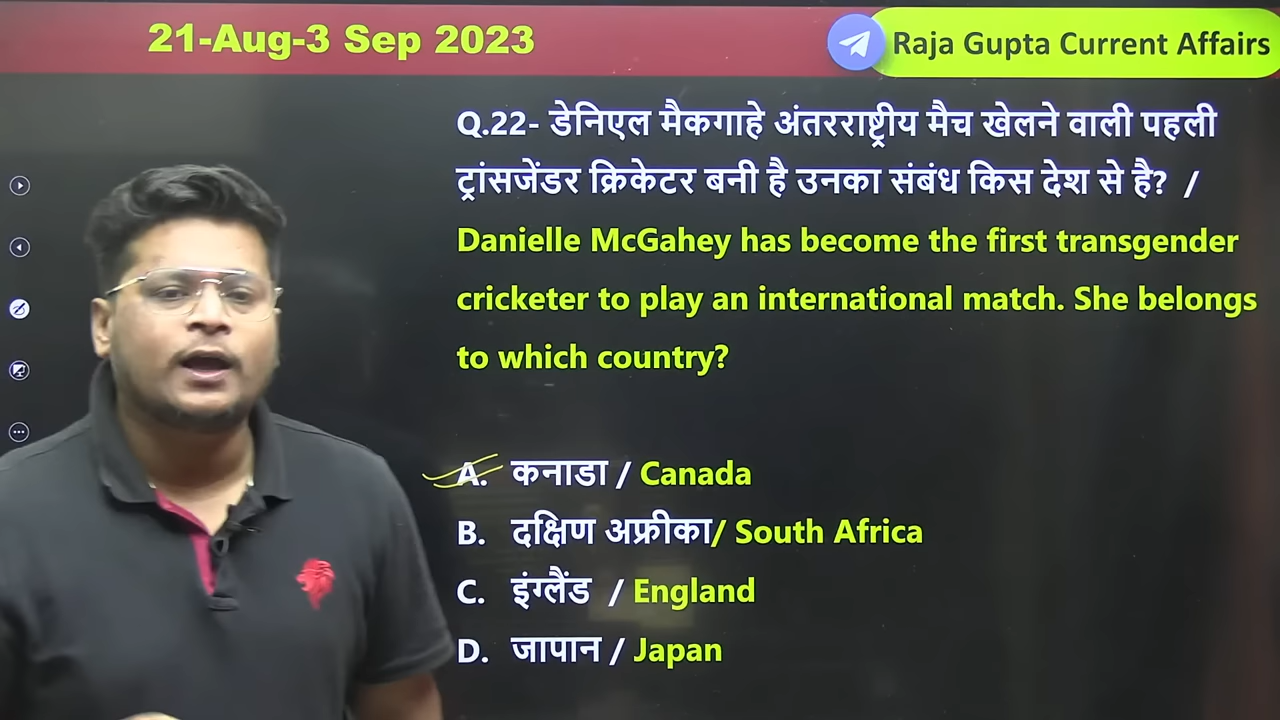 21-Aug-3 Sep 2023
Raja Gupta Current Affairs
Q.22- डेनिएल मैकगाहे अंतरराष्ट्रीय मैच खेलने वाली पहली
ट्रांसजेंडर क्रिकेटर बनी है उनका संबंध किस देश से है? /
Danielle McGahey has become the first transgender
cricketer to play an international match. She belongs
to which country?
A. कनाडा / Canada
B. दक्षिण अफ्रीका/ South Africa
C. इंग्लैंड / England
D. जापान / Japan